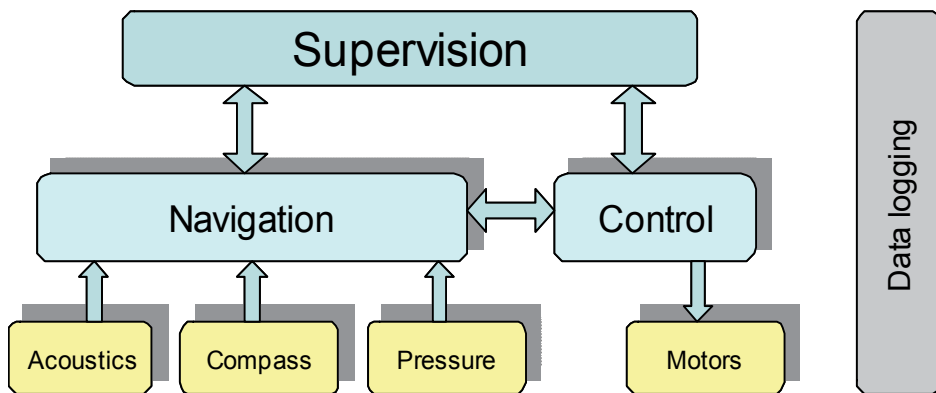 Supervision
Navigation
Control
Acoustics
Compass
Pressure
Motors
Data logging